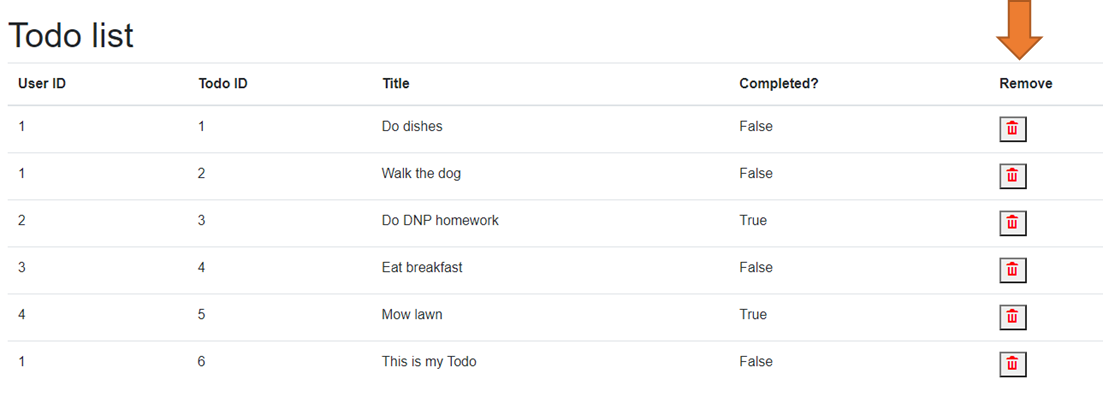 Todo list
User ID Todo ID Title Completed? Remove
1 1 Do dishes False
1 2 Walk the dog False
2 3 Do DNP homework True
3 4 Eat breakfast False
4 5 Mow lawn True
1 6 This is my Todo False